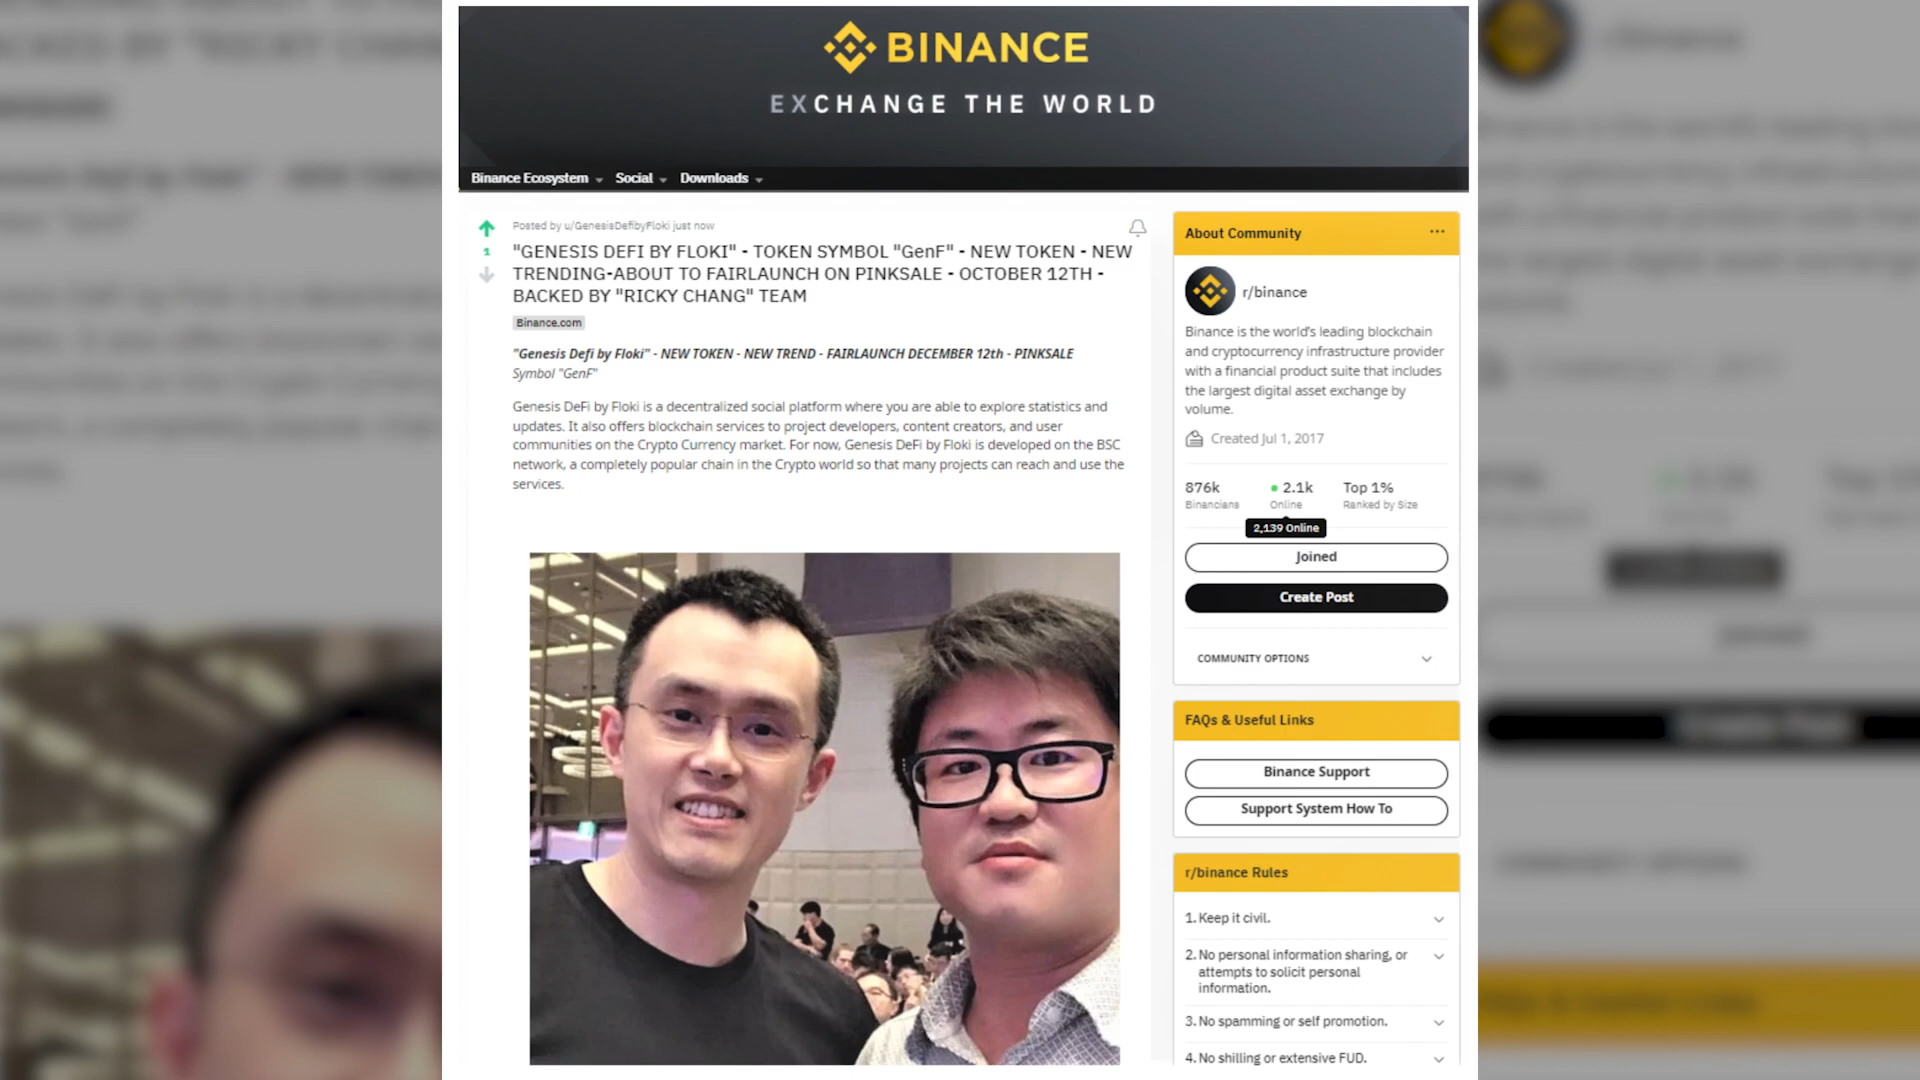 BINANCE
EXCHANGE THE WORLD
Binance Ecosystem
Social
Downloads
Posted by u/GenesisDefibyFloki just now
1
"GENESIS DEFI BY FLOKI" - TOKEN SYMBOL "GenF" - NEW TOKEN - NEW
TRENDING-ABOUT TO FAIRLAUNCH ON PINKSALE - OCTOBER 12TH -
BACKED BY "RICKY CHANG" TEAM
Binance.com
"Genesis Defi by Floki" - NEW TOKEN - NEW TREND - FAIRLAUNCH DECEMBER 12th - PINKSALE
Symbol "GenF"
Genesis DeFi by Floki is a decentralized social platform where you are able to explore statistics and
updates. It also offers blockchain services to project developers, content creators, and user
communities on the Crypto Currency market. For now, Genesis DeFi by Floki is developed on the BSC
network, a completely popular chain in the Crypto world so that many projects can reach and use the
services.
About Community
r/binance
Binance is the world's leading blockchain
and cryptocurrency infrastructure provider
with a financial product suite that includes
the largest digital asset exchange by
volume.
Created Jul 1, 2017
876k
Binancians
2.1k
Online
Top 1%
Ranked by Size
2,139 Online
Joined
Create Post
COMMUNITY OPTIONS
FAQs & Useful Links
Binance Support
Support System How To
r/binance Rules
1. Keep it civil.
2. No personal information sharing, or
attempts to solicit personal
information.
3. No spamming or self promotion.
4. No shilling or extensive FUD.